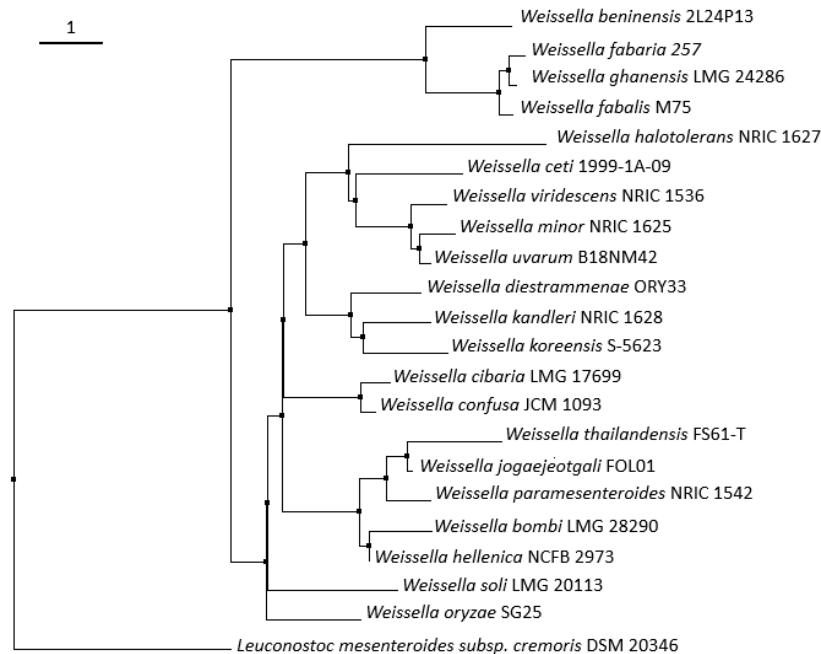 1
Weissella beninensis 2L24P13
Weissella fabaria 257
Weissella ghanensis LMG 24286
Weissella fabalis M75
Weissella halotolerans NRIC 1627
Weissella ceti 1999-1A-09
Weissella viridescens NRIC 1536
Weissella minor NRIC 1625
Weissella uvarum B18NM42
Weissella diestrammenae ORY33
Weissella kandleri NRIC 1628
Weissella koreensis S-5623
Weissella cibaria LMG 17699
Weissella confusa JCM 1093
Weissella thailandensis FS61-T
Weissella jogaejeotgali FOL01
Weissella paramesenteroides NRIC 1542
Weissella bombi LMG 28290
Weissella hellenica NCFB 2973
Weissella soli LMG 20113
Weissella oryzae SG25
Leuconostoc mesenteroides subsp. cremoris DSM 20346